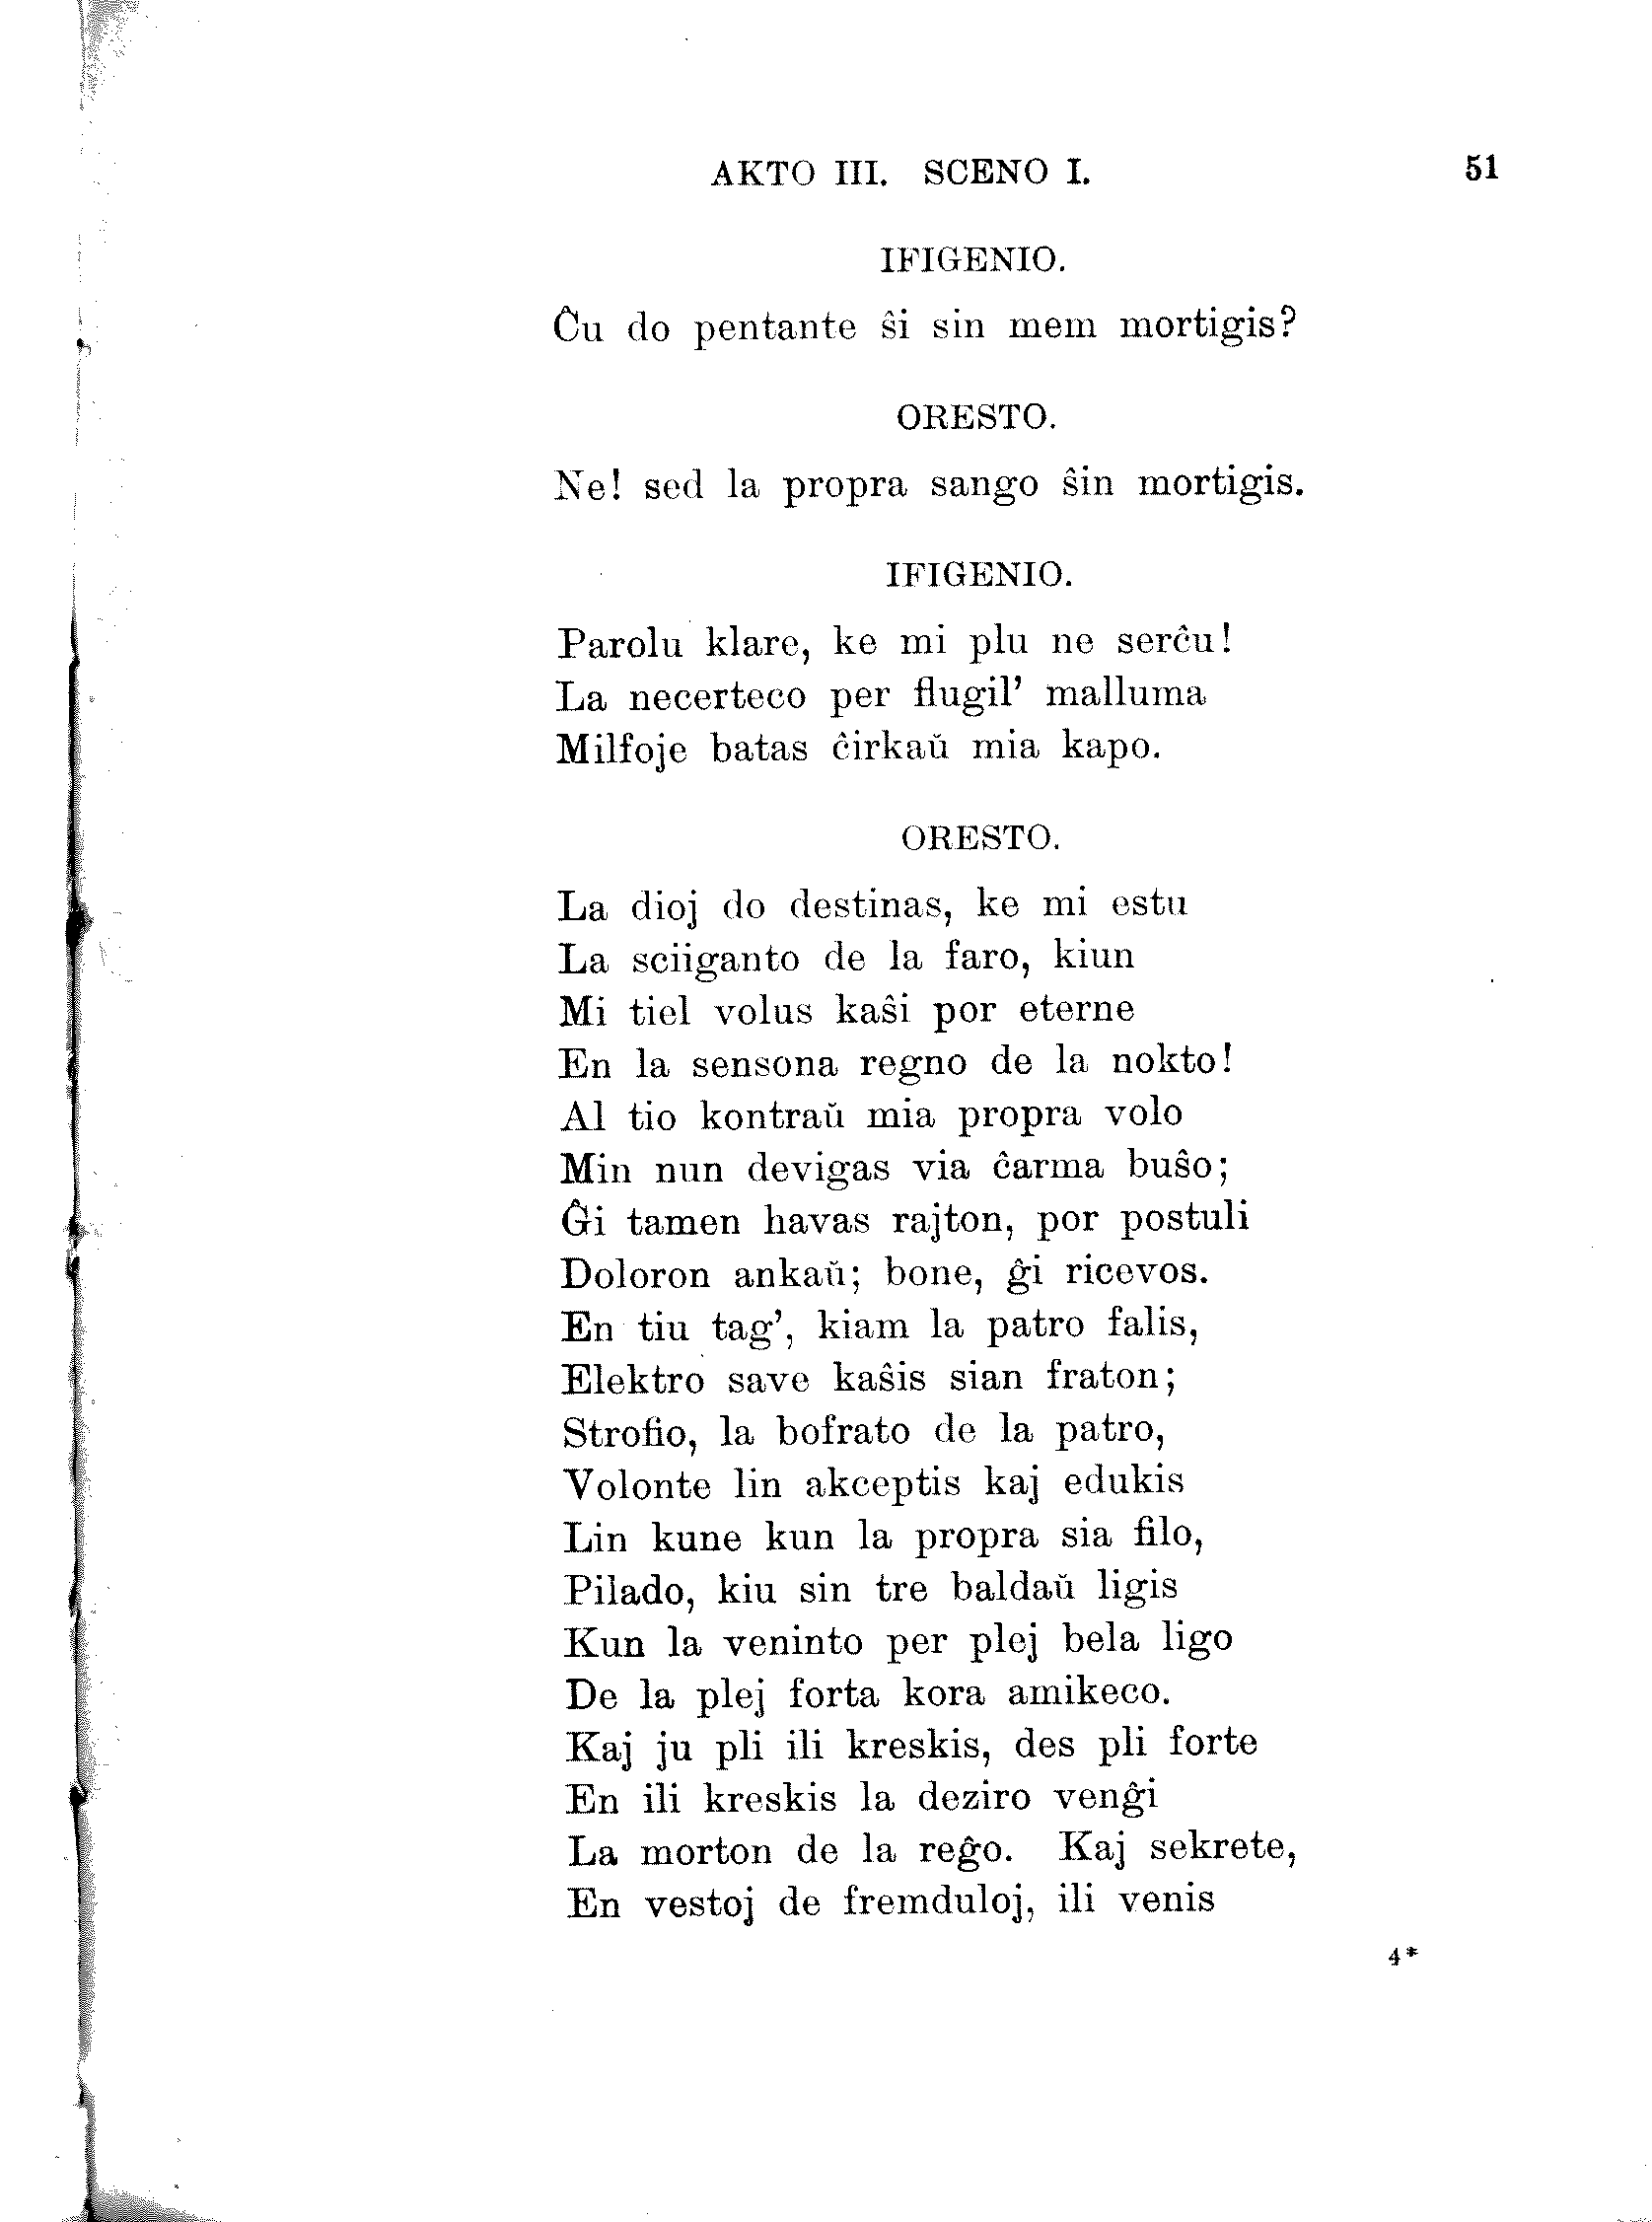 AKTO III. SCENO I. 51
IFIGENIO.
Ĉu do pentante ŝi sin mem mortigis?
ORESTO.
Ne! sed la propra sango ŝin mortigis.
IFIGENIO.
Parolu klare, ke mi plu ne serĉu!
La necerteco per flugil’ malluma
Milfoje batas ĉirkaŭ mia kapo.
ORESTO.
La dioj do destinas, ke mi estu
La sciiganto de la faro, kiun
Mi tiel volus kaŝi por eterne
En la sensona regno de la nokto!
Al tio kontraŭ mia propra volo
Min nun devigas via ĉarma buŝo;
Ĝi tamen havas rajton, por postuli
Doloron ankaŭ; bone, ĝi ricevos.
En tiu tag’, kiam la patro falis,
Elektro save kaŝis sian fraton;
Strofio, la bofrato de la patro,
Volonte lin akceptis kaj edukis
Lin kune kun la propra sia filo,
Pilado, kiu sin tre baldaŭ ligis
Kun la veninto per plej bela ligo
De la plej forta kora amikeco.
Kaj ju pli ili kreskis, des pli forte
En ili kreskis la deziro venĝi
La morton de la reĝo. Kaj sekrete,
En vestoj de fremduloj, ili venis
4*